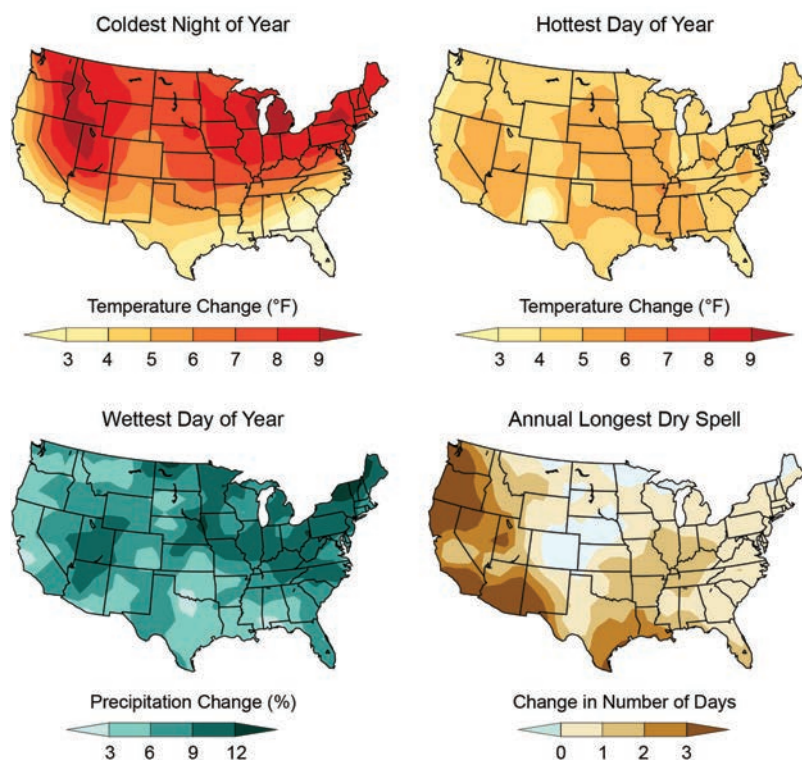 Coldest Night of Year
Hottest Day of Year
Temperature Change (°F)
3 4 5 6 7 8 9
Temperature Change (°F)
3 4 5 6 7 8 9
Wettest Day of Year
Annual Longest Dry Spell
Precipitation Change (%)
3 6 9 12
Change in Number of Days
0 1 2 3